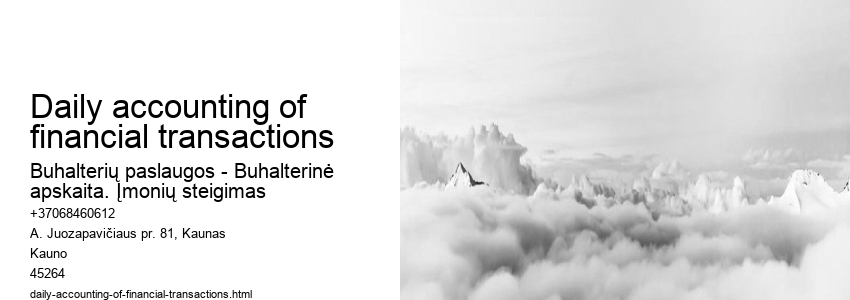 Daily accounting of
financial transactions
Buhalterių paslaugos - Buhalterinė
apskaita. Įmonių steigimas
+37068460612
A. Juozapavičiaus pr. 81, Kaunas
Kauno
45264
daily-accounting-of-financial-transactions.html